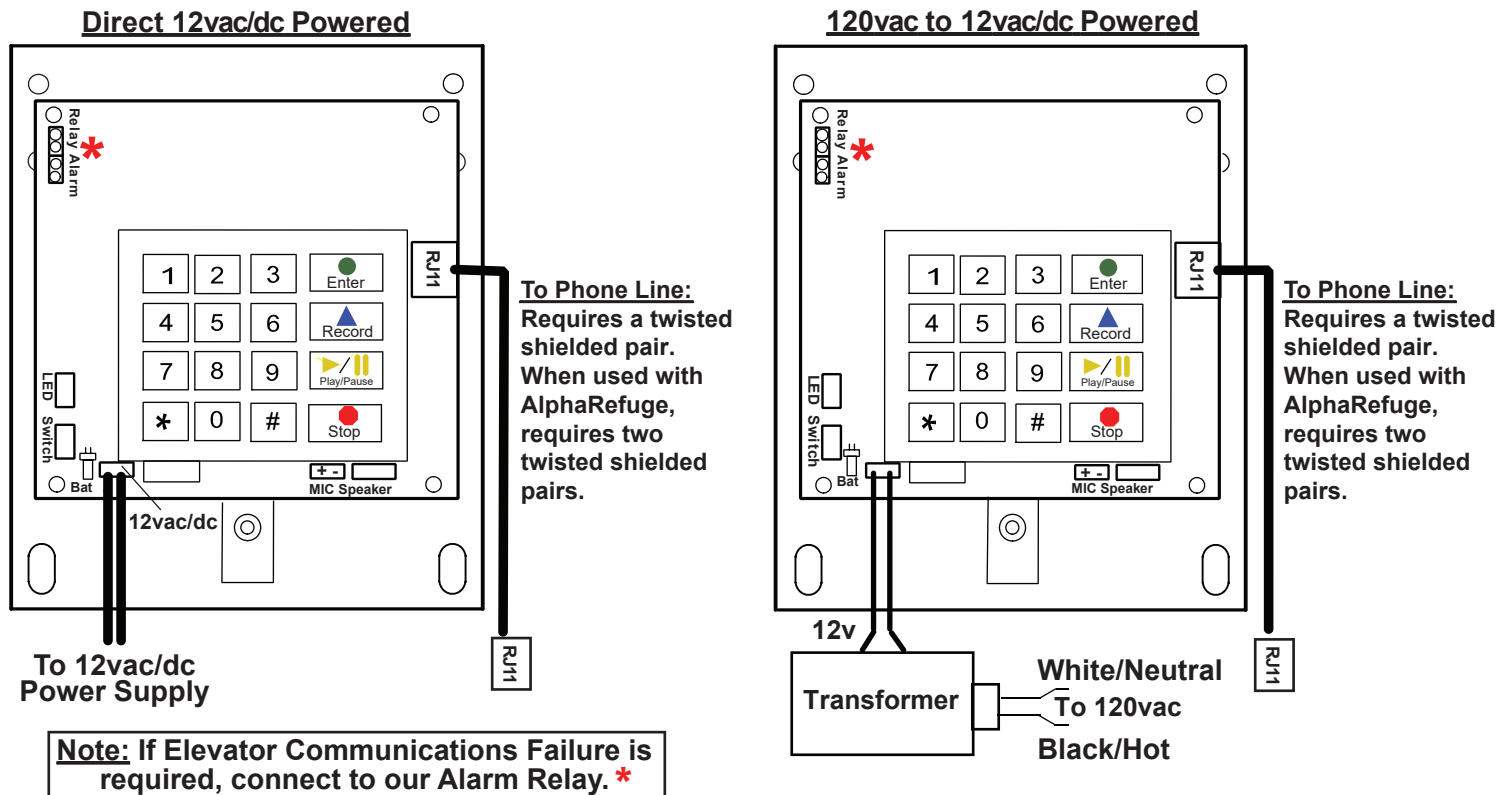 Direct 12vac/dc Powered
Relay Alarm
*
RJ11
1 2 3 Enter
4 5 6 Record
7 8 9 Play/Pause
* 0 # Stop
LED
Switch
Bat
+ -
MIC Speaker
12vac/dc
To Phone Line:
Requires a twisted
shielded pair.
When used with
AlphaRefuge,
requires two
twisted shielded
pairs.
RJ11
To 12vac/dc
Power Supply
Note: If Elevator Communications Failure is
required, connect to our Alarm Relay. *
120vac to 12vac/dc Powered
Relay Alarm
*
RJ11
1 2 3 Enter
4 5 6 Record
7 8 9 Play/Pause
* 0 # Stop
LED
Switch
Bat
+ -
MIC Speaker
To Phone Line:
Requires a twisted
shielded pair.
When used with
AlphaRefuge,
requires two
twisted shielded
pairs.
RJ11
12v
Transformer
White/Neutral
To 120vac
Black/Hot